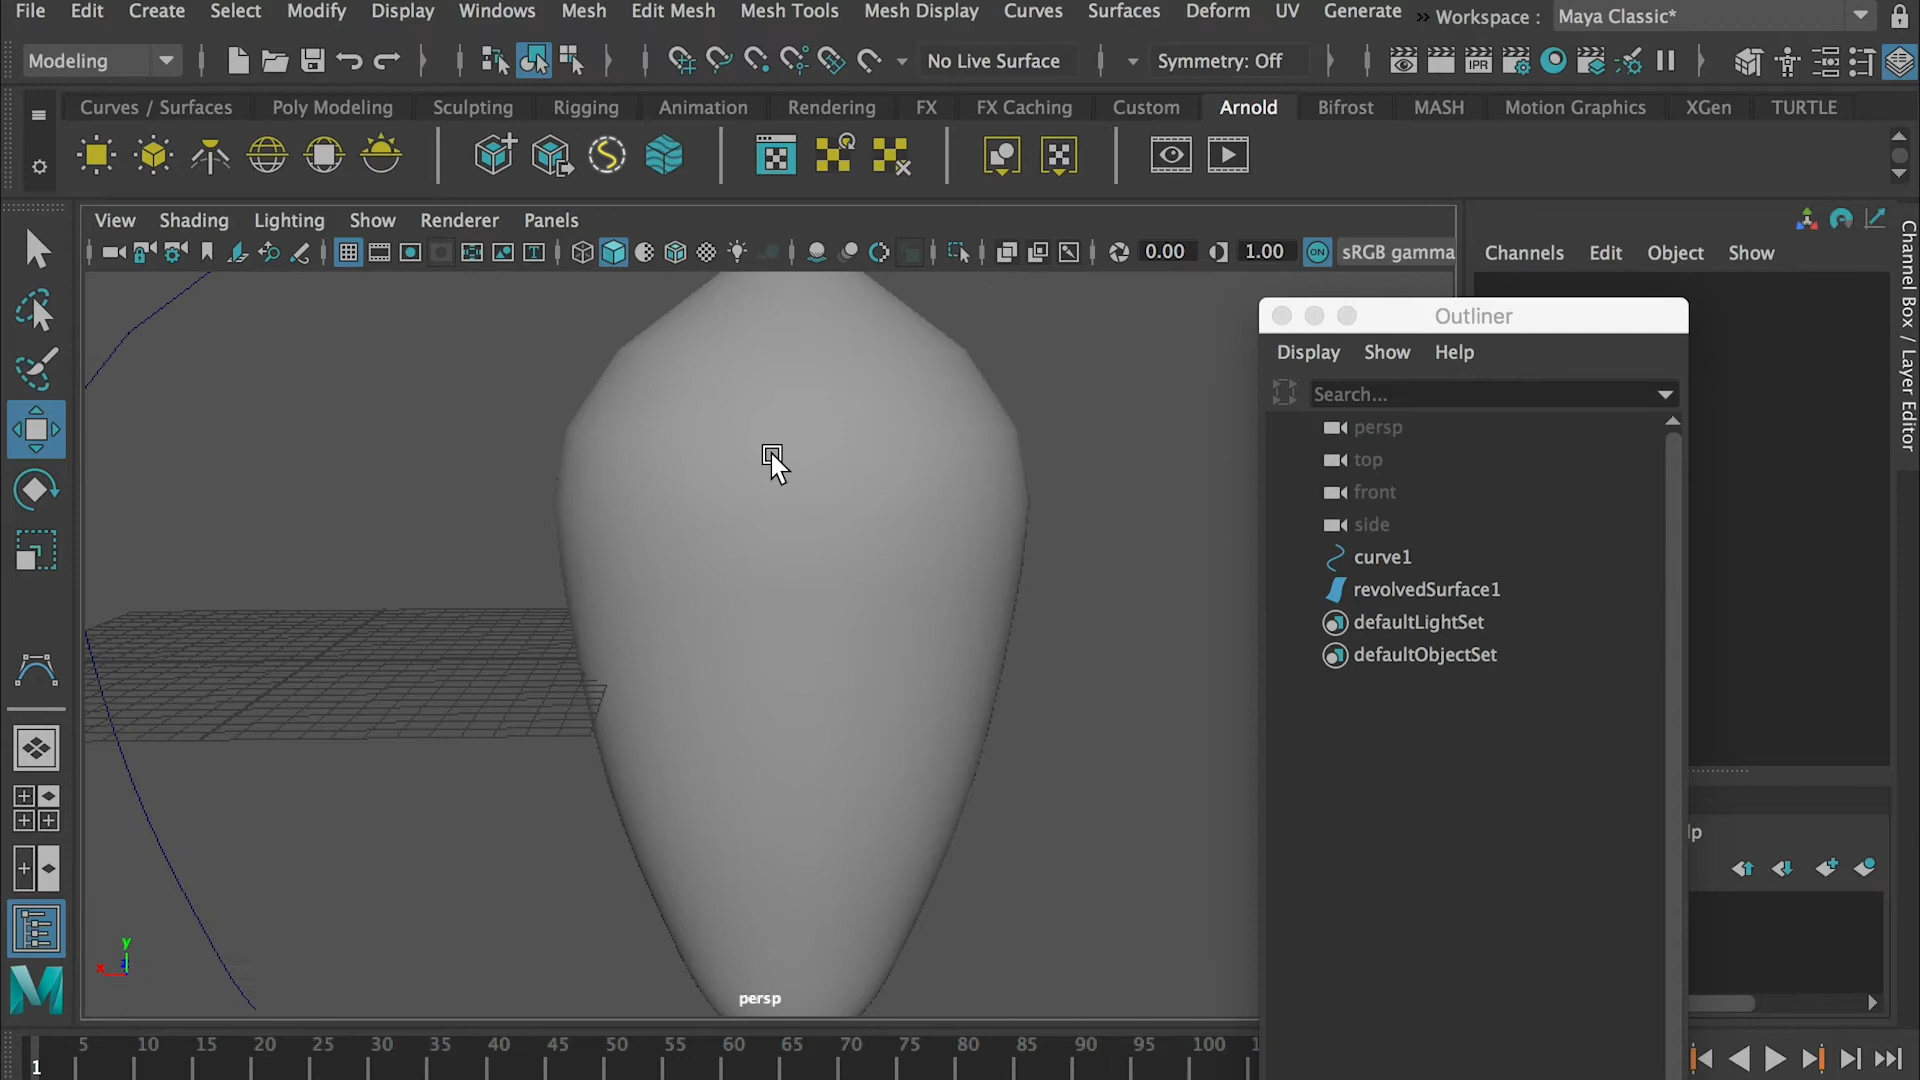 File Edit Create Select Modify Display Windows Mesh Edit Mesh Mesh Tools Mesh Display Curves Surfaces Deform UV Generate » Workspace : Maya Classic*
Modeling No Live Surface Symmetry: Off IPR
Curves / Surfaces Poly Modeling Sculpting Rigging Animation Rendering FX FX Caching Custom Arnold Bifrost MASH Motion Graphics XGen TURTLE
View Shading Lighting Show Renderer Panels
0.00 1.00 ON sRGB gamma
Channels Edit Object Show
Channel Box / Layer Editor
Outliner
Display Show Help
Search...
persp
top
front
side
curve1
revolvedSurface1
defaultLightSet
defaultObjectSet
lp
y
x
persp
5 10 15 20 25 30 35 40 45 50 55 60 65 70 75 80 85 90 95 100 1
1